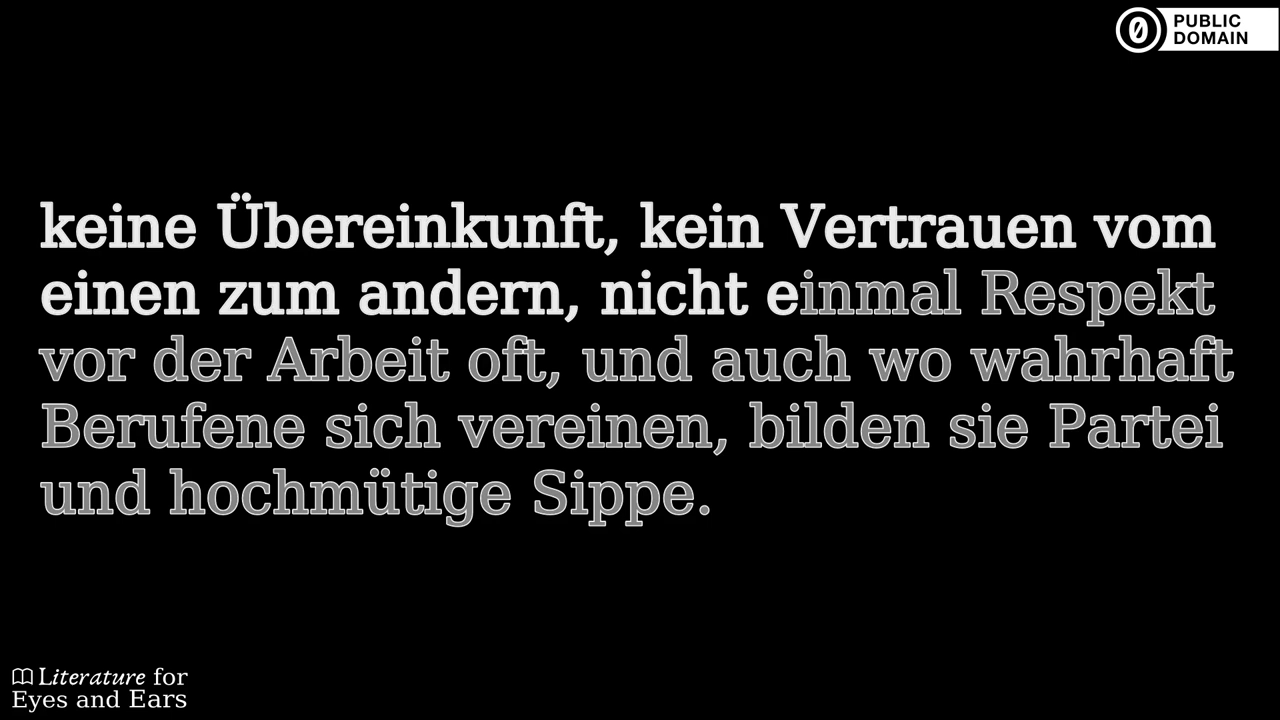 PUBLIC
DOMAIN
keine Übereinkunft, kein Vertrauen vom
einen zum andern, nicht einmal Respekt
vor der Arbeit oft, und auch wo wahrhaft
Berufene sich vereinen, bilden sie Partei
und hochmütige Sippe.
Literature for
Eyes and Ears